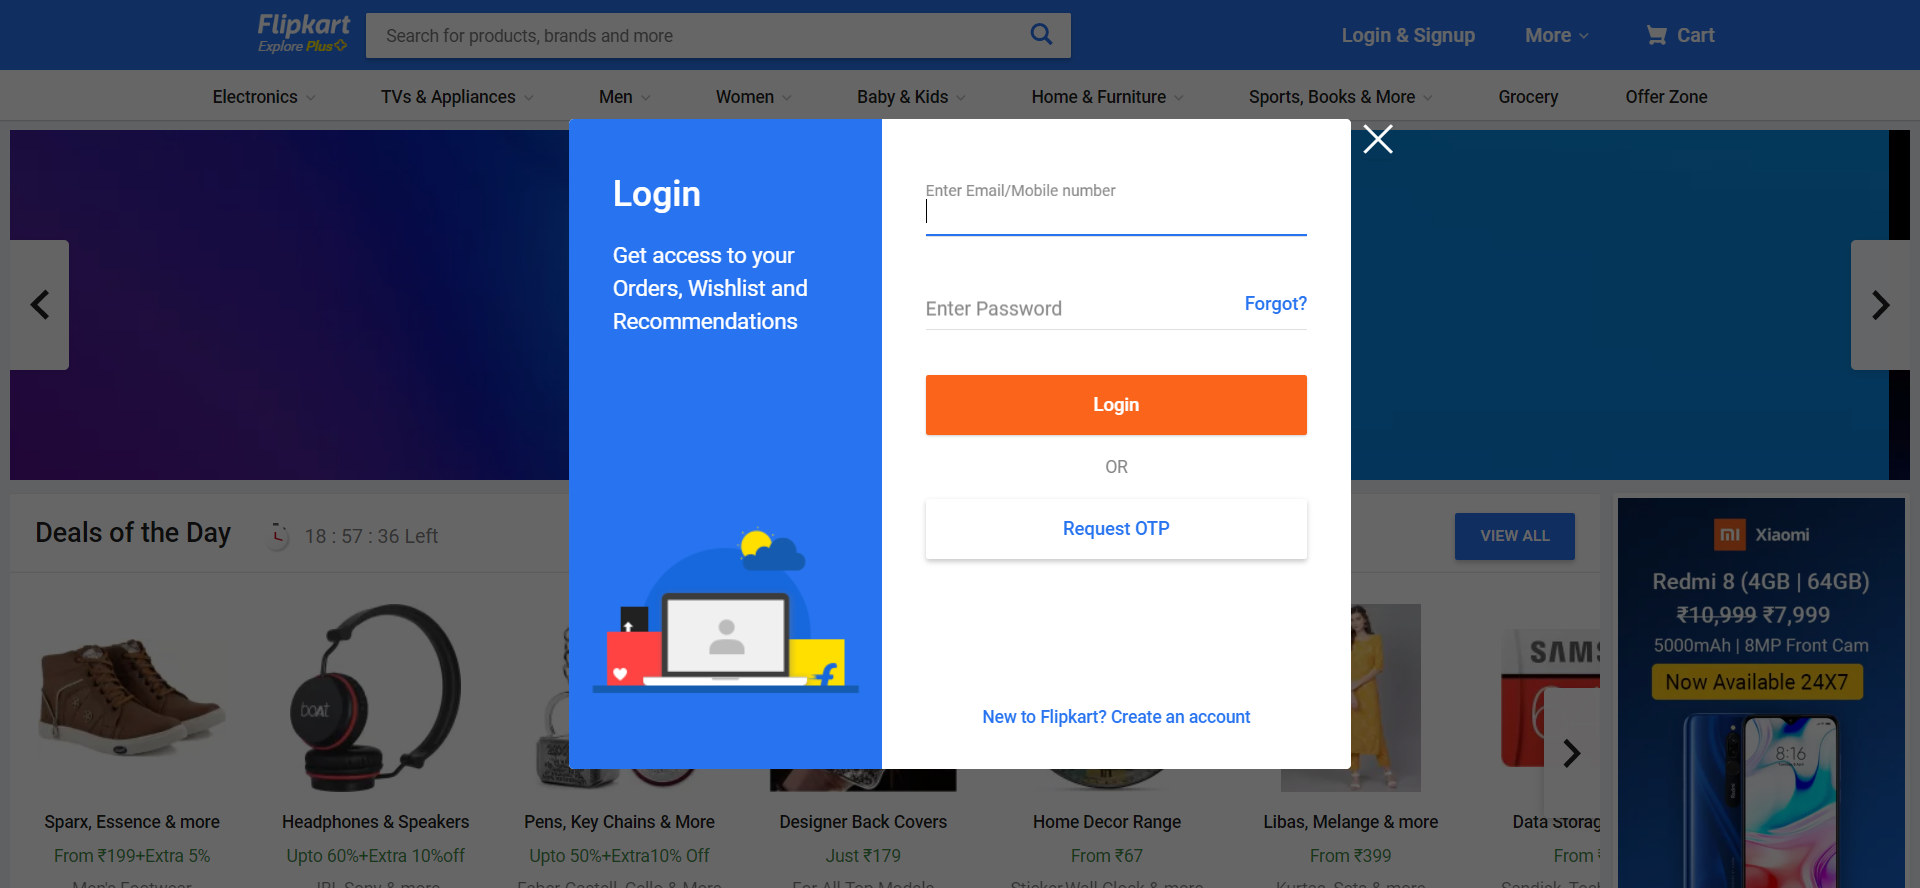 Flipkart
Explore Plus
Search for products, brands and more
Login & Signup
More
Cart
Electronics
TVs & Appliances
Men
Women
Baby & Kids
Home & Furniture
Sports, Books & More
Grocery
Offer Zone
Login
Get access to your
Orders, Wishlist and
Recommendations
Enter Email/Mobile number
Enter Password
Forgot?
Login
OR
Request OTP
New to Flipkart? Create an account
Deals of the Day
18 : 57 : 36 Left
VIEW ALL
boAt
Sparx, Essence & more
From ₹199+Extra 5%
Headphones & Speakers
Upto 60%+Extra 10%off
Pens, Key Chains & More
Upto 50%+Extra10% Off
Designer Back Covers
Just ₹179
Home Decor Range
From ₹67
Libas, Melange & more
From ₹399
SAMS
Data Storag
From ₹
Men's Footwear
JBL, Sony & more
Faber-Castell, Cello & More
For All Top Models
Sticker,Wall Clock & more
Kurtas, Sets & more
Sandisk, Tosh
mi Xiaomi
Redmi 8 (4GB | 64GB)
₹10,999 ₹7,999
5000mAh | 8MP Front Cam
Now Available 24X7
8:16